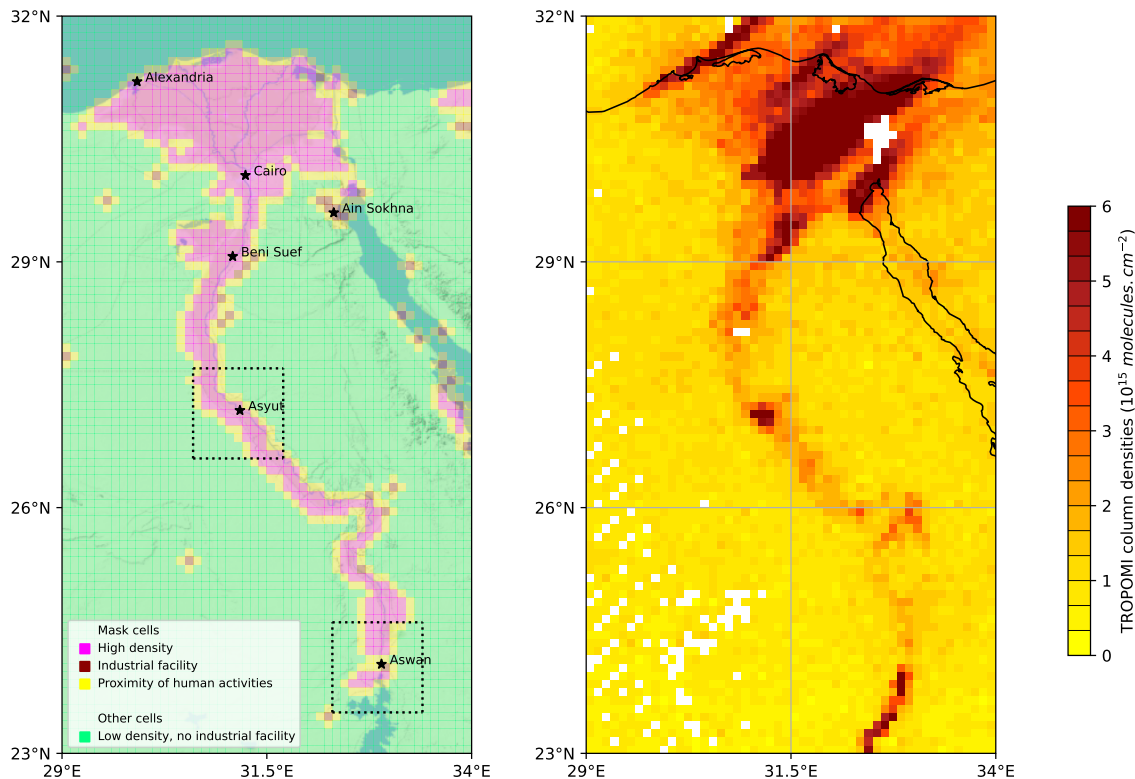 32°N
29°N
26°N
23°N
29°E
31.5°E
34°E
Alexandria
Cairo
Ain Sokhna
Beni Suef
Asyut
Aswan
Mask cells
High density
Industrial facility
Proximity of human activities
Other cells
Low density, no industrial facility
32°N
29°N
26°N
23°N
29°E
31.5°E
34°E
6
5
4
3
2
1
0
TROPOMI column densities (10¹⁵ molecules. cm⁻²)